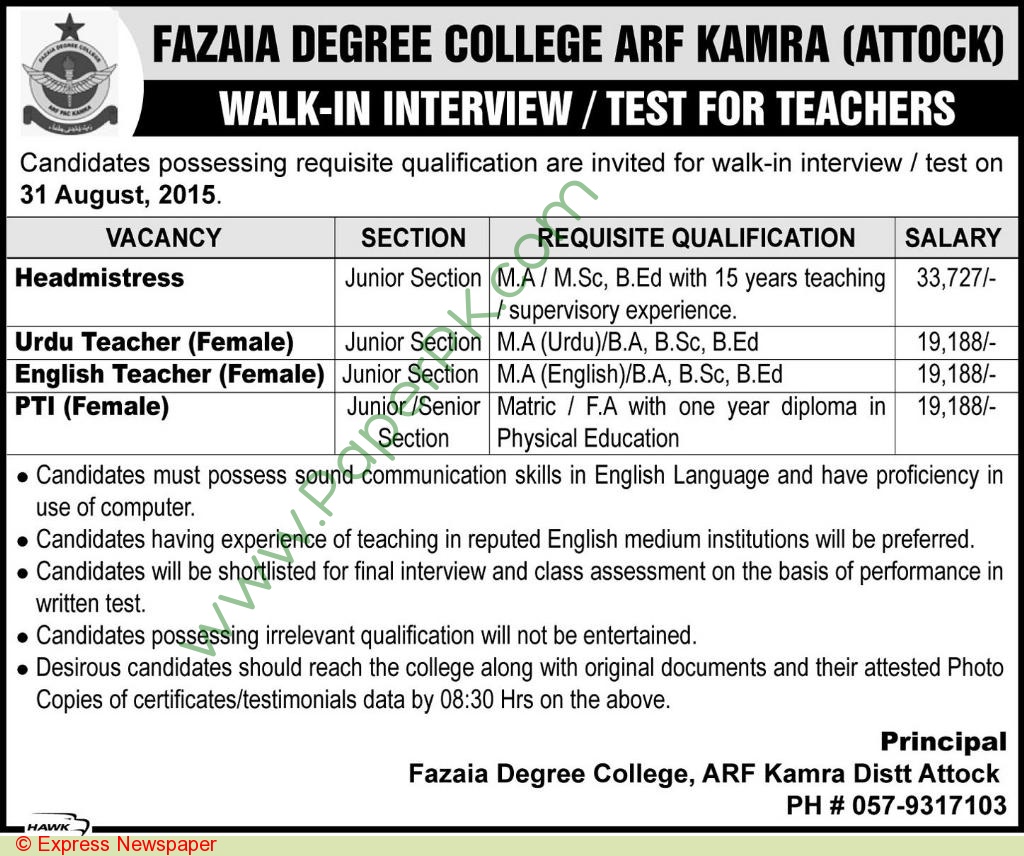 FAZAIA DEGREE COLLEGE
ARF PAC KAMRA
FAZAIA DEGREE COLLEGE ARF KAMRA (ATTOCK)
WALK-IN INTERVIEW / TEST FOR TEACHERS
Candidates possessing requisite qualification are invited for walk-in interview / test on
31 August, 2015.
VACANCY SECTION REQUISITE QUALIFICATION SALARY
Headmistress Junior Section M.A / M.Sc, B.Ed with 15 years teaching 33,727/-
/ supervisory experience.
Urdu Teacher (Female) Junior Section M.A (Urdu)/B.A, B.Sc, B.Ed 19,188/-
English Teacher (Female) Junior Section M.A (English)/B.A, B.Sc, B.Ed 19,188/-
PTI (Female) Junior /Senior Matric / F.A with one year diploma in 19,188/-
Section Physical Education
• Candidates must possess sound communication skills in English Language and have proficiency in
use of computer.
• Candidates having experience of teaching in reputed English medium institutions will be preferred.
• Candidates will be shortlisted for final interview and class assessment on the basis of performance in
written test.
• Candidates possessing irrelevant qualification will not be entertained.
• Desirous candidates should reach the college along with original documents and their attested Photo
Copies of certificates/testimonials data by 08:30 Hrs on the above.
Principal
Fazaia Degree College, ARF Kamra Distt Attock
PH # 057-9317103
HAWK
© Express Newspaper
www.PaperPK.com